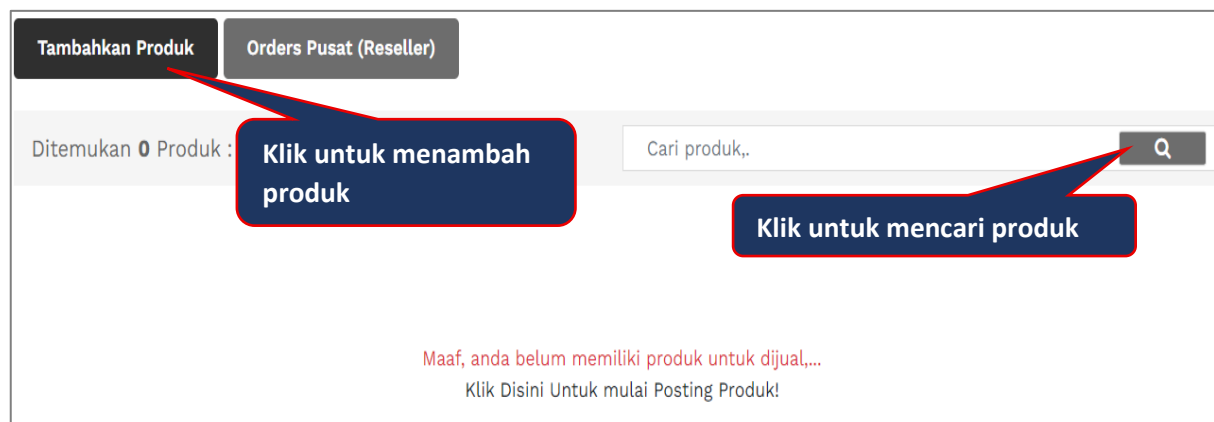 Tambahkan Produk
Orders Pusat (Reseller)
Ditemukan 0 Produk :
Klik untuk menambah
produk
Cari produk,.
Klik untuk mencari produk
Maaf, anda belum memiliki produk untuk dijual,...
Klik Disini Untuk mulai Posting Produk!